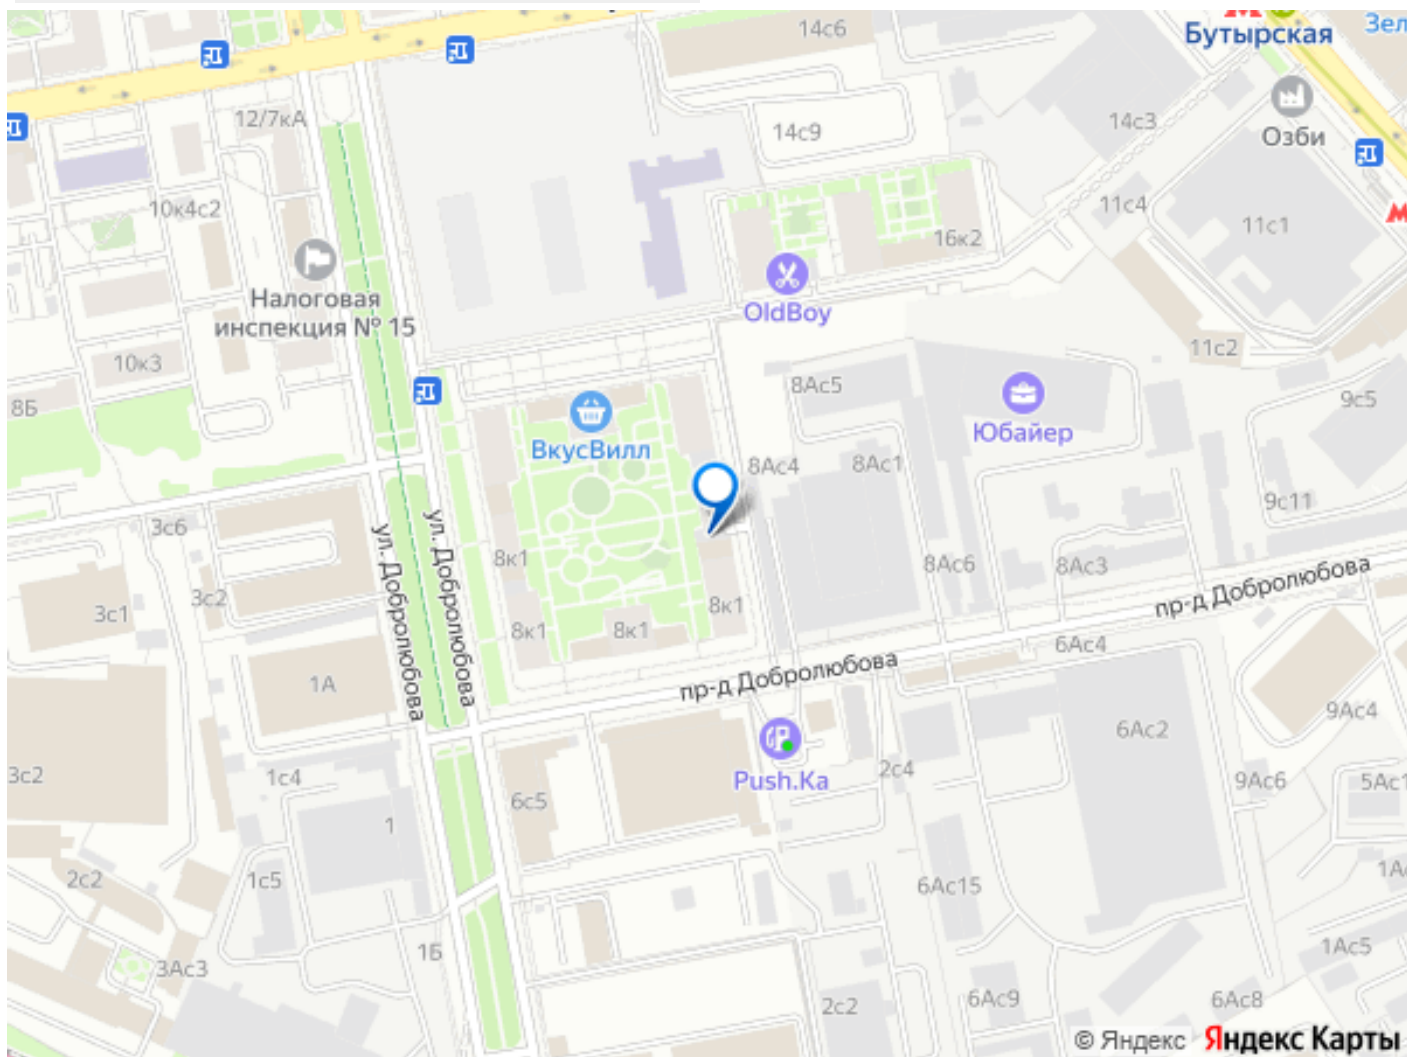 14с6
Бутырская
Зел
12/7кА
14с9
14с3
Озби
10к4с2
11с4
16к2
11с1
Налоговая
инспекция № 15
OldBoy
10к3
11с2
8Б
8Ас5
9с5
ВкусВилл
Юбайер
8Ас4
8Ас1
9с11
3с6
ул. Добролюбова
ул. Добролюбова
8к1
8Ас6
8Ас3
пр-д Добролюбова
3с1
3с2
8к1
8к1
8к1
6Ас4
1А
пр-д Добролюбова
9Ас4
6Ас2
3с2
1с4
Push.Ka
2с4
9Ас6
5Ас1
6с5
1
2с2
1с5
6Ас15
1А
1Б
3Ас3
1Ас5
2с2
6Ас9
6Ас8
© Яндекс Яндекс Карты